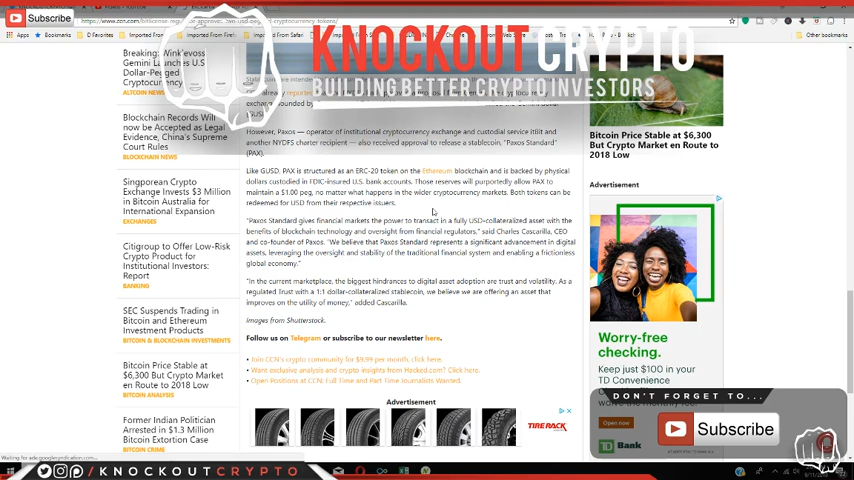 Subscribe
https://www.ccn.com/
Apps
Bookmarks
Other bookmarks
KNOCKOUT CRYPTO
BUILDING BETTER CRYPTO INVESTORS
Breaking: Winklevoss
Gemini Launches U.S.
Dollar-Pegged
Cryptocurrency
ALTCOIN NEWS
Blockchain Records Will
now be Accepted as Legal
Evidence, China's Supreme
Court Rules
BLOCKCHAIN NEWS
Singporean Crypto
Exchange Invests $3 Million
in Bitcoin Australia for
International Expansion
EXCHANGES
Citigroup to Offer Low-Risk
Crypto Product for
Institutional Investors:
Report
BANKING
SEC Suspends Trading in
Bitcoin and Ethereum
Investment Products
BITCOIN & BLOCKCHAIN INVESTMENTS
Bitcoin Price Stable at
$6,300 But Crypto Market
en Route to 2018 Low
BITCOIN ANALYSIS
Former Indian Politician
Arrested in $1.3 Million
Bitcoin Extortion Case
BITCOIN CRIME
However, Paxos — operator of institutional cryptocurrency exchange and custodial service itBit and
another NYDFS charter recipient — also received approval to release a stablecoin, "Paxos Standard"
(PAX).
Like GUSD, PAX is structured as an ERC-20 token on the Ethereum blockchain and is backed by physical
dollars custodied in FDIC-insured U.S. bank accounts. Those reserves will purportedly allow PAX to
maintain a $1.00 peg, no matter what happens in the wider cryptocurrency markets. Both tokens can be
redeemed for USD from their respective issuers.
"Paxos Standard gives financial markets the power to transact in a fully USD-collateralized asset with the
benefits of blockchain technology and oversight from financial regulators," said Charles Cascarilla, CEO
and co-founder of Paxos. "We believe that Paxos Standard represents a significant advancement in digital
assets, leveraging the oversight and stability of the traditional financial system and enabling a frictionless
global economy."
"In the current marketplace, the biggest hindrances to digital asset adoption are trust and volatility. As a
regulated Trust with a 1:1 dollar-collateralized stablecoin, we believe we are offering an asset that
improves on the utility of money," added Cascarilla.
Images from Shutterstock.
Follow us on Telegram or subscribe to our newsletter here.
• Join CCN's crypto community for $9.99 per month, click here.
• Want exclusive analysis and crypto insights from Hacked.com? Click here.
• Open Positions at CCN: Full Time and Part Time Journalists Wanted.
Advertisement
TIRE RACK
Bitcoin Price Stable at $6,300
But Crypto Market en Route to
2018 Low
Advertisement
Worry-free
checking.
Keep just $100 in your
TD Convenience
Open now
TD Bank
DON'T FORGET TO...
Subscribe
/KNOCKOUTCRYPTO